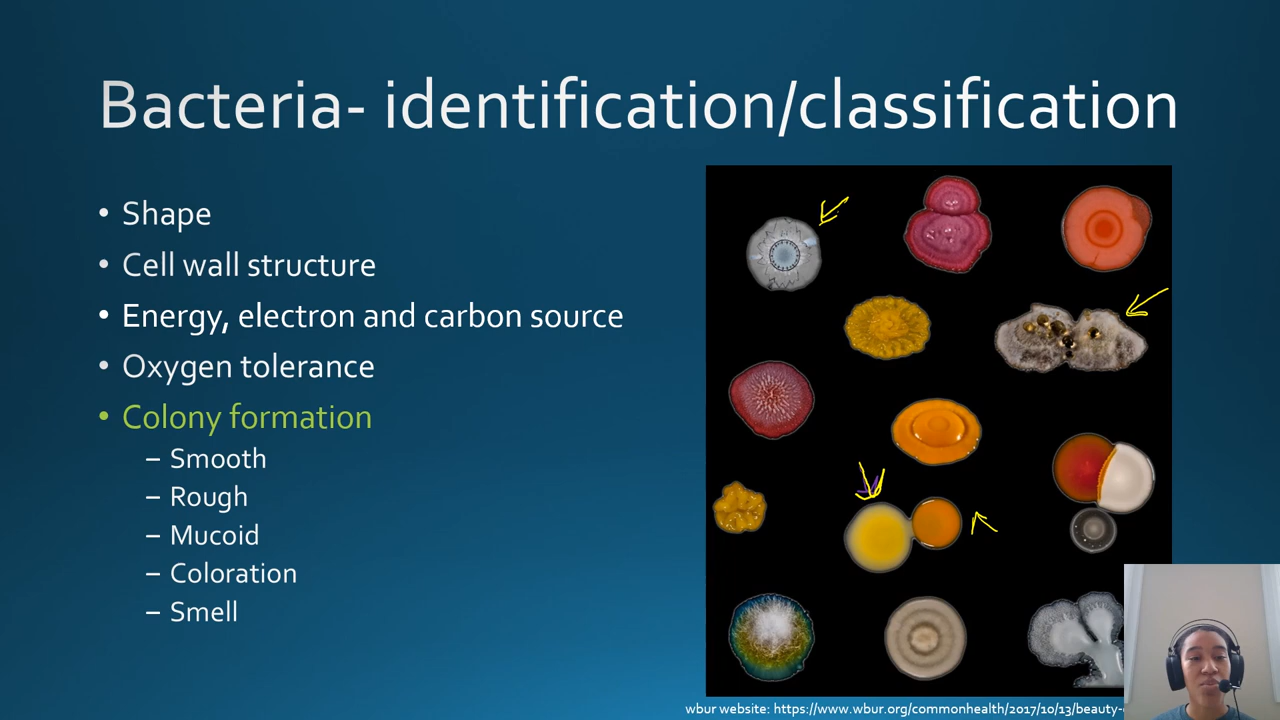 Bacteria- identification/classification
• Shape
• Cell wall structure
• Energy, electron and carbon source
• Oxygen tolerance
• Colony formation
– Smooth
– Rough
– Mucoid
– Coloration
– Smell
wbur website: https://www.wbur.org/commonhealth/2017/10/13/beauty-